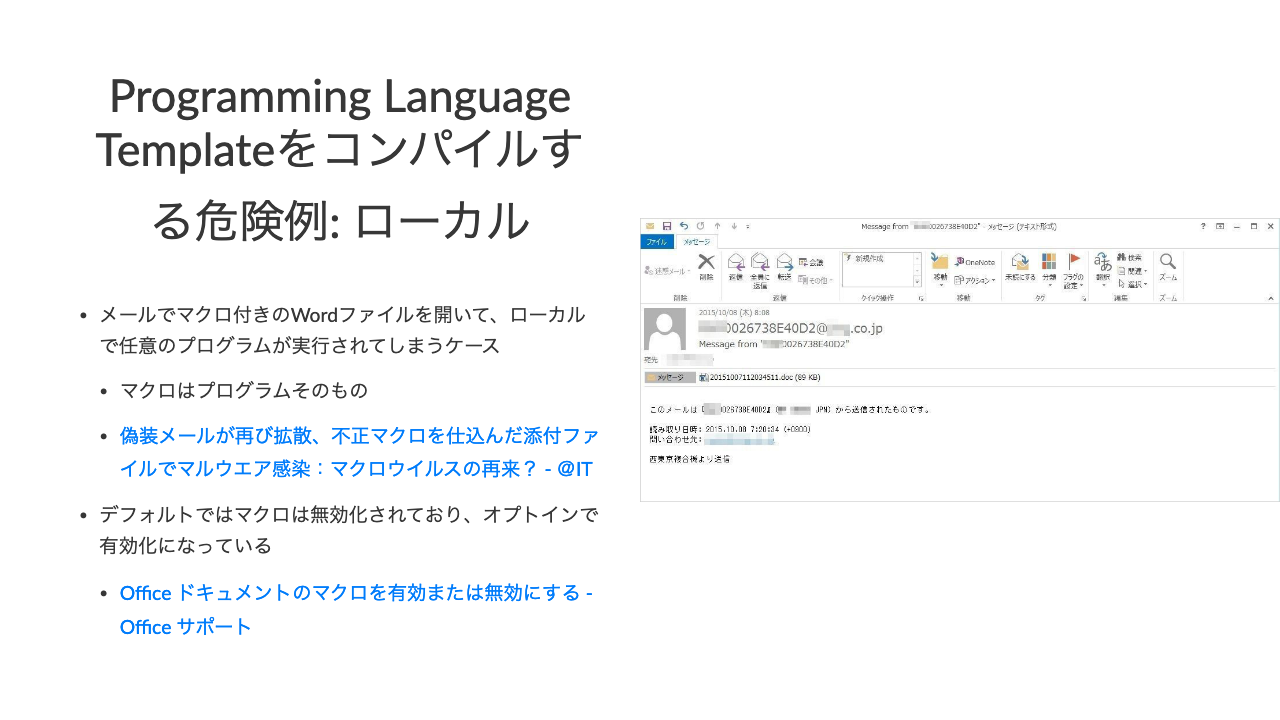 Programming Language
Templateをコンパイルす
る危険例: ローカル
• メールでマクロ付きのWordファイルを開いて、ローカル
で任意のプログラムが実行されてしまうケース
• マクロはプログラムそのもの
• 偽装メールが再び拡散、不正マクロを仕込んだ添付ファ
イルでマルウエア感染：マクロウイルスの再来？ - @IT
• デフォルトではマクロは無効化されており、オプトインで
有効化になっている
• Office ドキュメントのマクロを有効または無効にする -
Office サポート
Message from "0026738E40D2" - メッセージ (テキスト形式)
ファイル メッセージ
迷惑メール 削除 返信 全員に返信 転送 会議 その他 新規作成 移動 OneNote アクション 未読にする 分類 フラグの設定 翻訳 検索 関連 選択 ズーム
削除 返信 クイック操作 移動 タグ 編集 ズーム
2015/10/08 (木) 8:08
0026738E40D2@.co.jp
Message from "0026738E40D2"
宛先
メッセージ 20151007112034511.doc (89 KB)
このメールは「0026738E40D2」( JPN) から送信されたものです。
読み取り日時: 2015.10.08 7:20:34 (+0900)
問い合わせ先:
西東京複合機より送信